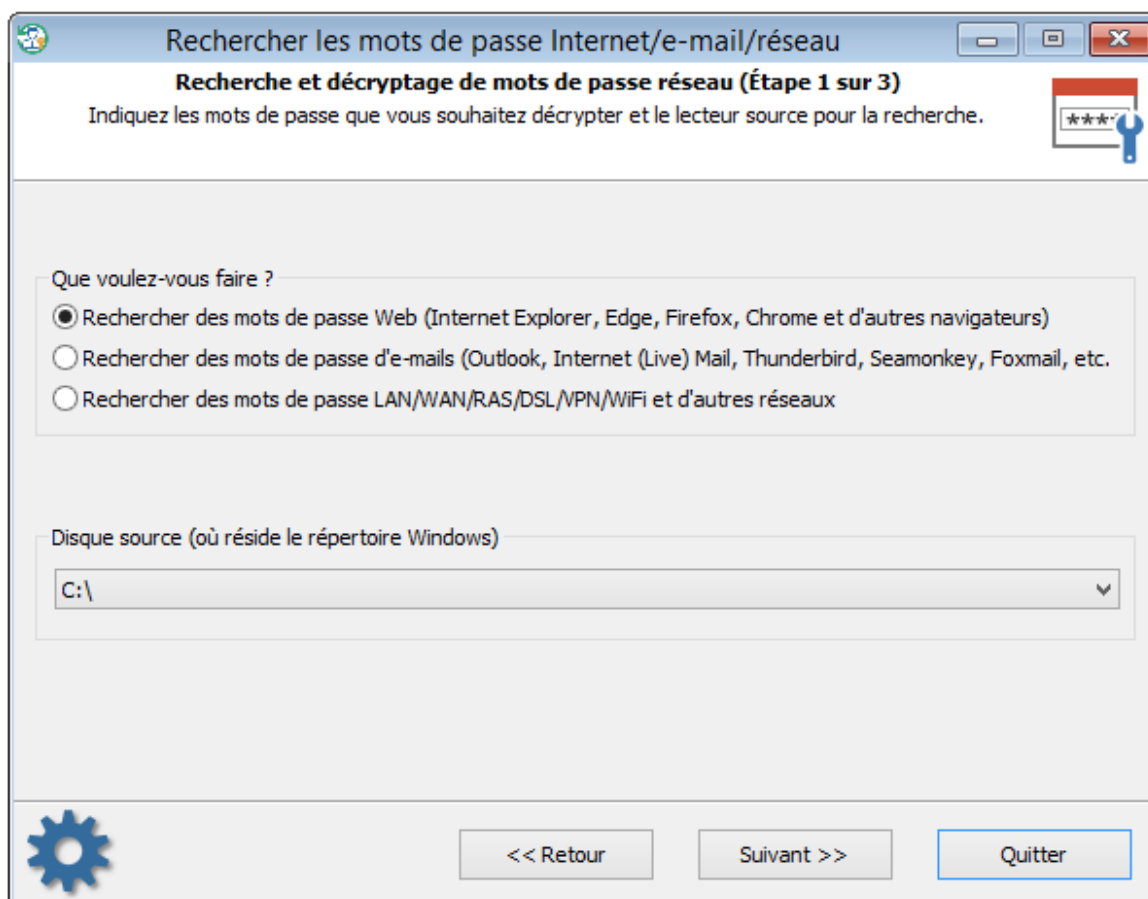 Rechercher les mots de passe Internet/e-mail/réseau
Recherche et décryptage de mots de passe réseau (Étape 1 sur 3)
Indiquez les mots de passe que vous souhaitez décrypter et le lecteur source pour la recherche.
****
Que voulez-vous faire ?
Rechercher des mots de passe Web (Internet Explorer, Edge, Firefox, Chrome et d'autres navigateurs)
Rechercher des mots de passe d'e-mails (Outlook, Internet (Live) Mail, Thunderbird, Seamonkey, Foxmail, etc.
Rechercher des mots de passe LAN/WAN/RAS/DSL/VPN/WiFi et d'autres réseaux
Disque source (où réside le répertoire Windows)
C:\
<< Retour
Suivant >>
Quitter